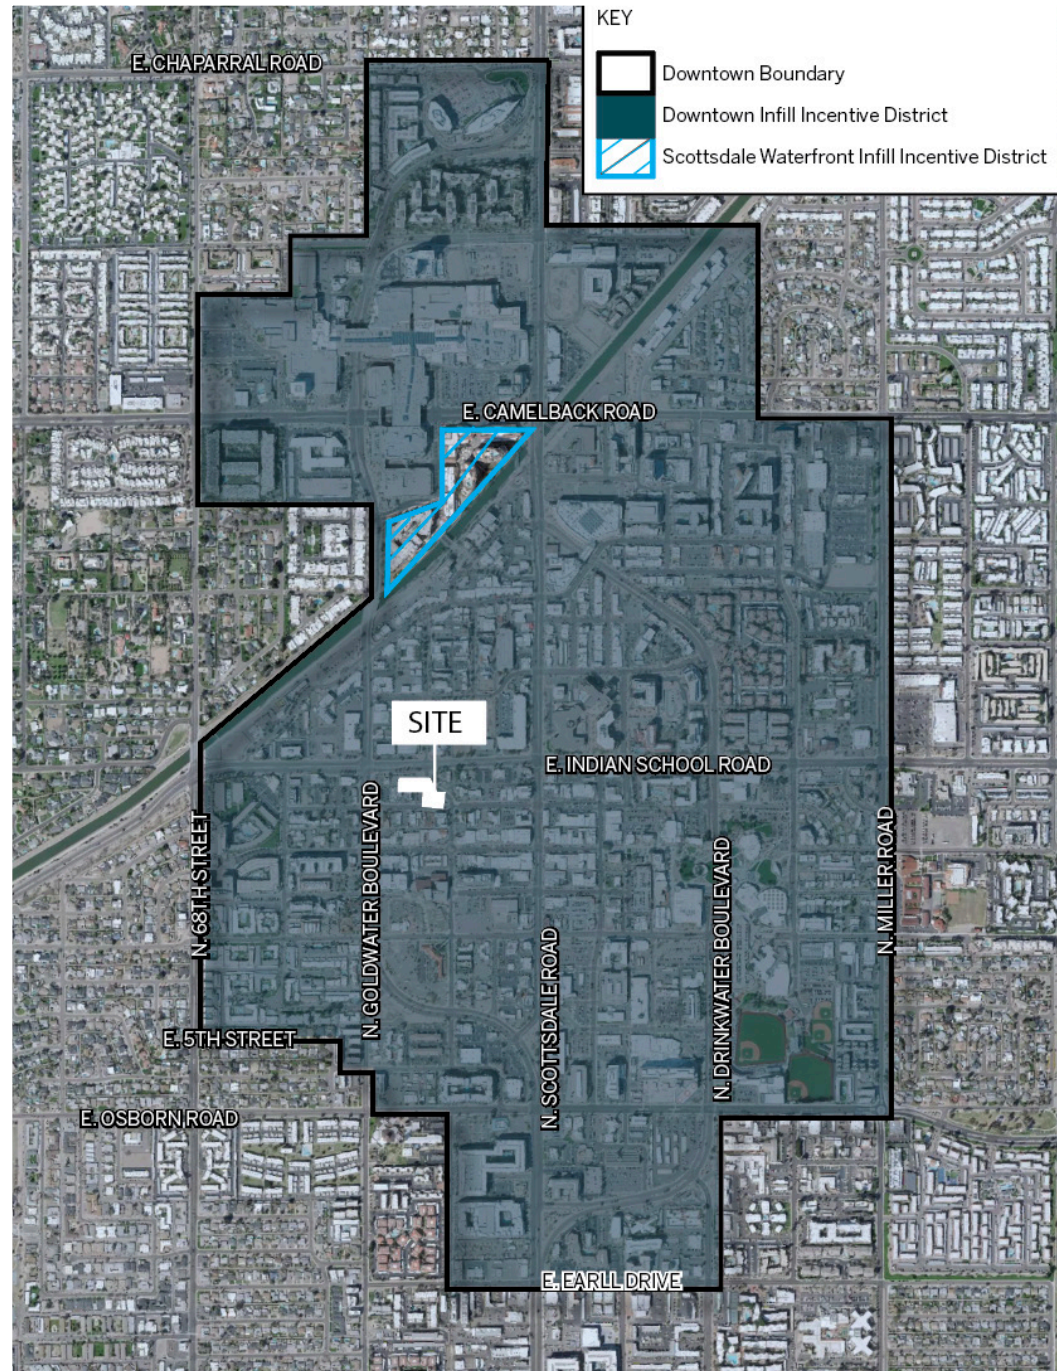 KEY
Downtown Boundary
Downtown Infill Incentive District
Scottsdale Waterfront Infill Incentive District
E. CHAPARRAL ROAD
E. CAMELBACK ROAD
SITE
E. INDIAN SCHOOL ROAD
N. 68TH STREET
N. GOLDWATER BOULEVARD
N. SCOTTSDALE ROAD
N. DRINKWATER BOULEVARD
N. MILLER ROAD
E. 5TH STREET
E. OSBORN ROAD
E. EARLL DRIVE